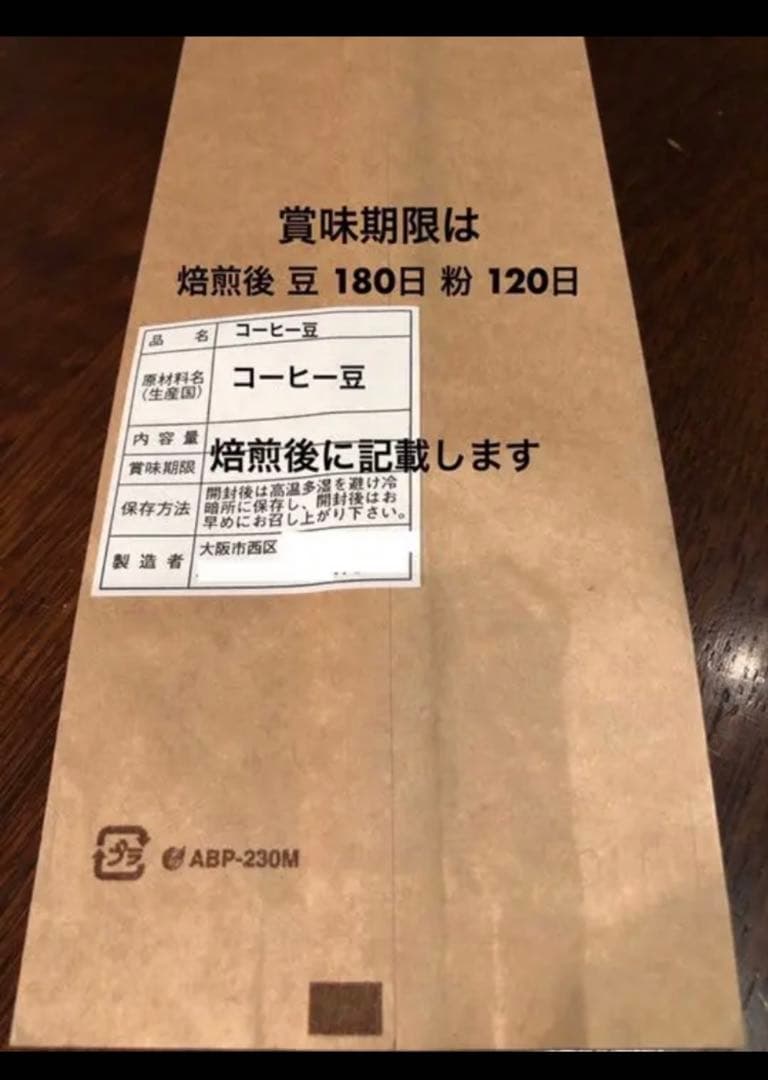 賞味期限は
焙煎後 豆 180日 粉 120日
品名 コーヒー豆
原材料名
(生産国) コーヒー豆
内容量
賞味期限 焙煎後に記載します
保存方法 開封後は高温多湿を避け冷
暗所に保存し、開封後はお
早めにお召し上がり下さい。
製造者 大阪市西区
プラ ABP-230M